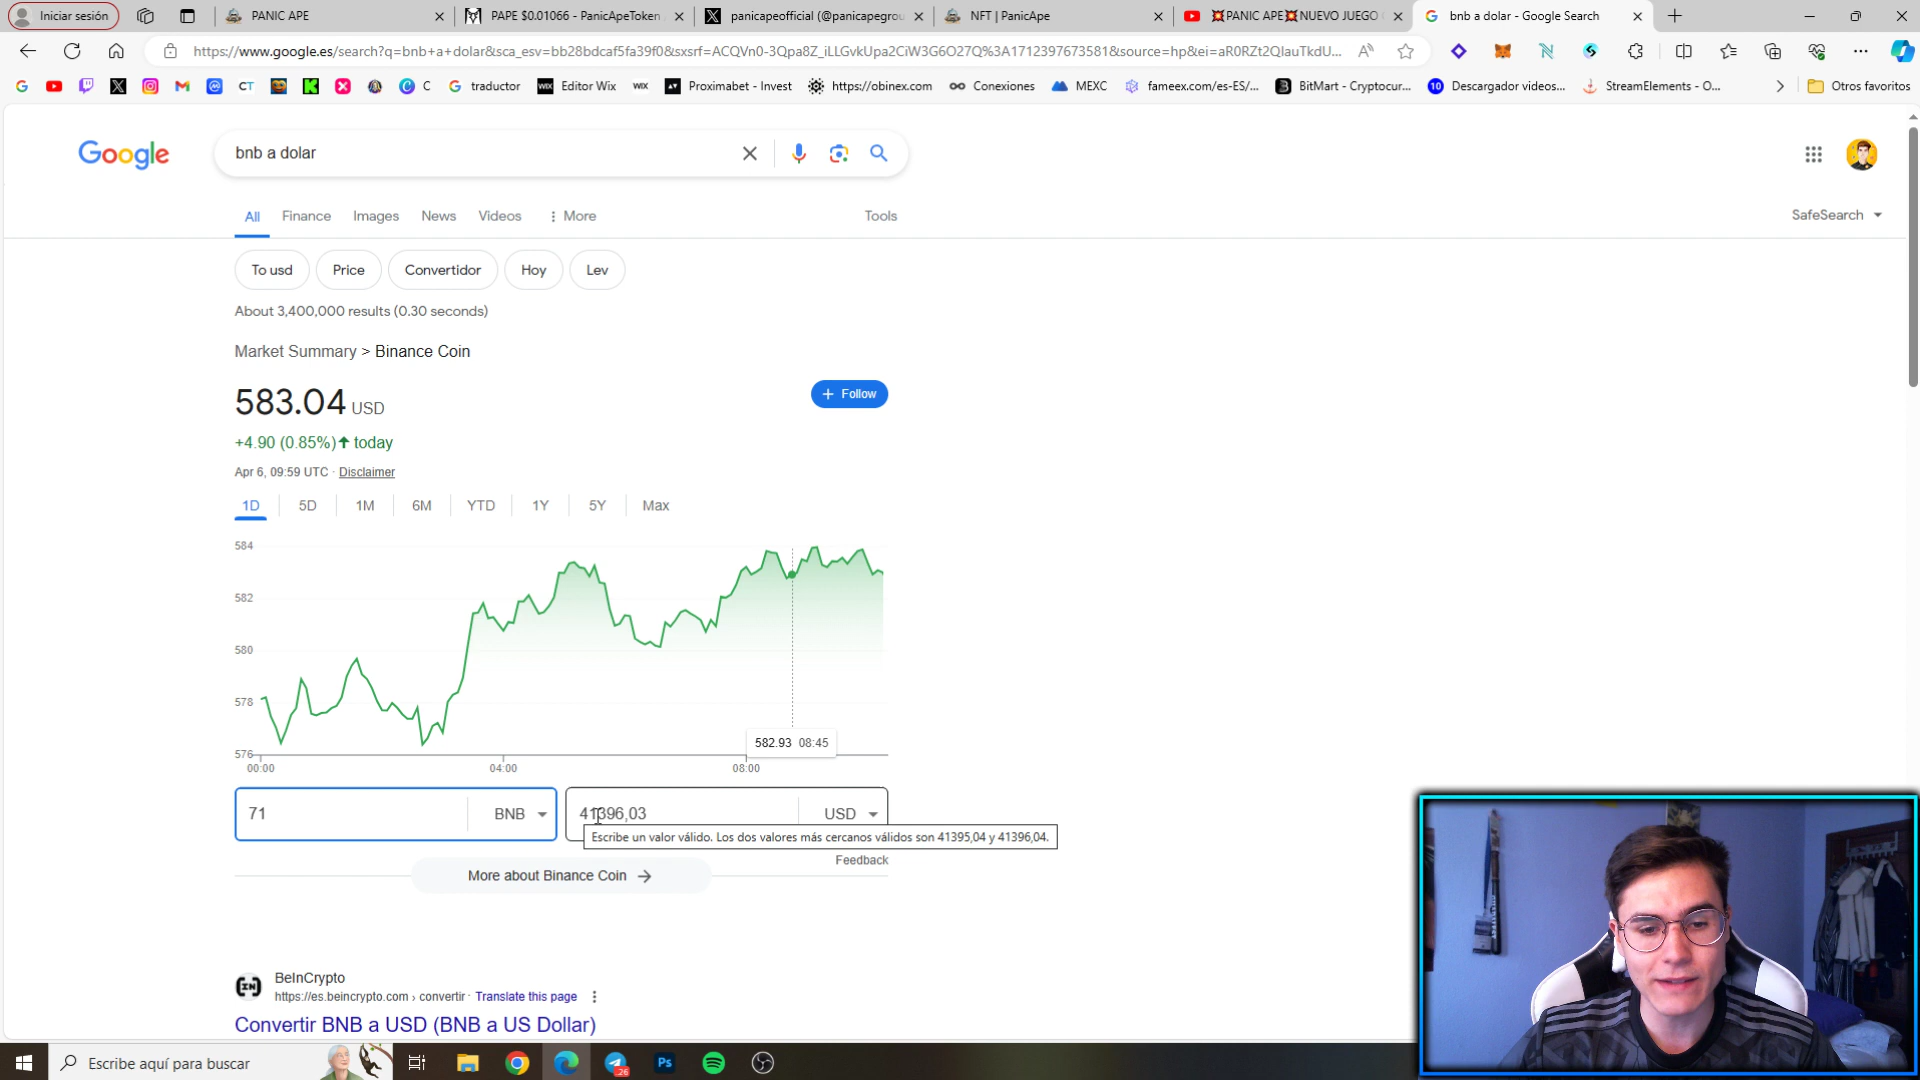 Iniciar sesión
PANIC APE
PAPE $0.01066 - PanicApeToken
panicapeofficial (@panicapegrou
NFT | PanicApe
💥PANIC APE💥NUEVO JUEGO
bnb a dolar - Google Search
https://www.google.es/search?q=bnb+a+dolar&sca_esv=bb28bdcaf5fa39f0&sxsrf=ACQVn0-3Qpa8Z_iLLGvkUpa2CiW3G6O27Q%3A1712397673581&source=hp&ei=aR0RZt2QIauTkdU...
C
traductor
Editor Wix
WIX
Proximabet - Invest
https://obinex.com
Conexiones
MEXC
fameex.com/es-ES/...
BitMart - Cryptocur...
10
Descargador videos...
StreamElements - O...
Otros favoritos
Google
bnb a dolar
All
Finance
Images
News
Videos
More
Tools
SafeSearch
To usd
Price
Convertidor
Hoy
Lev
About 3,400,000 results (0.30 seconds)
Market Summary > Binance Coin
583.04 USD
+ Follow
+4.90 (0.85%) ↑ today
Apr 6, 09:59 UTC · Disclaimer
1D
5D
1M
6M
YTD
1Y
5Y
Max
584
582
580
578
576
582.93 08:45
00:00
04:00
08:00
71
BNB
41396,03
USD
Escribe un valor válido. Los dos valores más cercanos válidos son 41395,04 y 41396,04.
Feedback
More about Binance Coin →
BeInCrypto
https://es.beincrypto.com › convertir · Translate this page
Convertir BNB a USD (BNB a US Dollar)
Escribe aquí para buscar
26
Ps